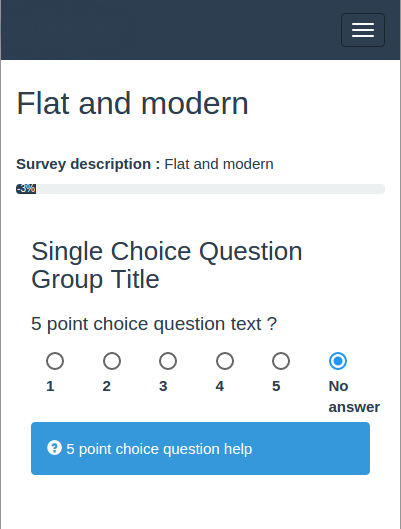 Flat and modern
Survey description : Flat and modern
-3%
Single Choice Question
Group Title
5 point choice question text ?
1 2 3 4 5 No
answer
5 point choice question help